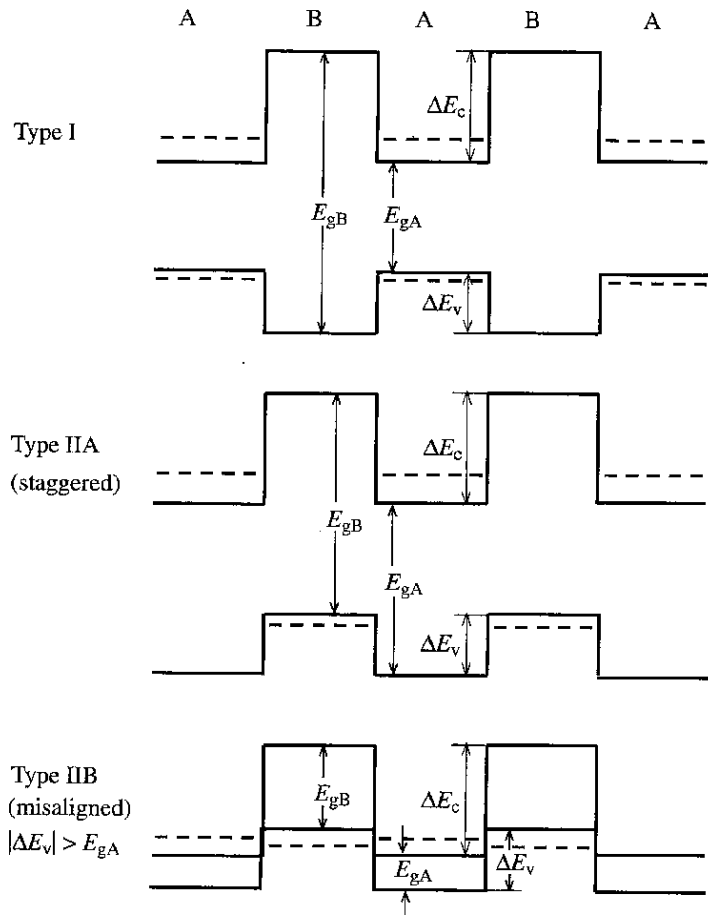 A B A B A
Type I
ΔE_c
E_gB
E_gA
ΔE_v
Type IIA
(staggered)
ΔE_c
E_gB
E_gA
ΔE_v
Type IIB
(misaligned)
|ΔE_v| > E_gA
E_gB
ΔE_c
E_gA
ΔE_v